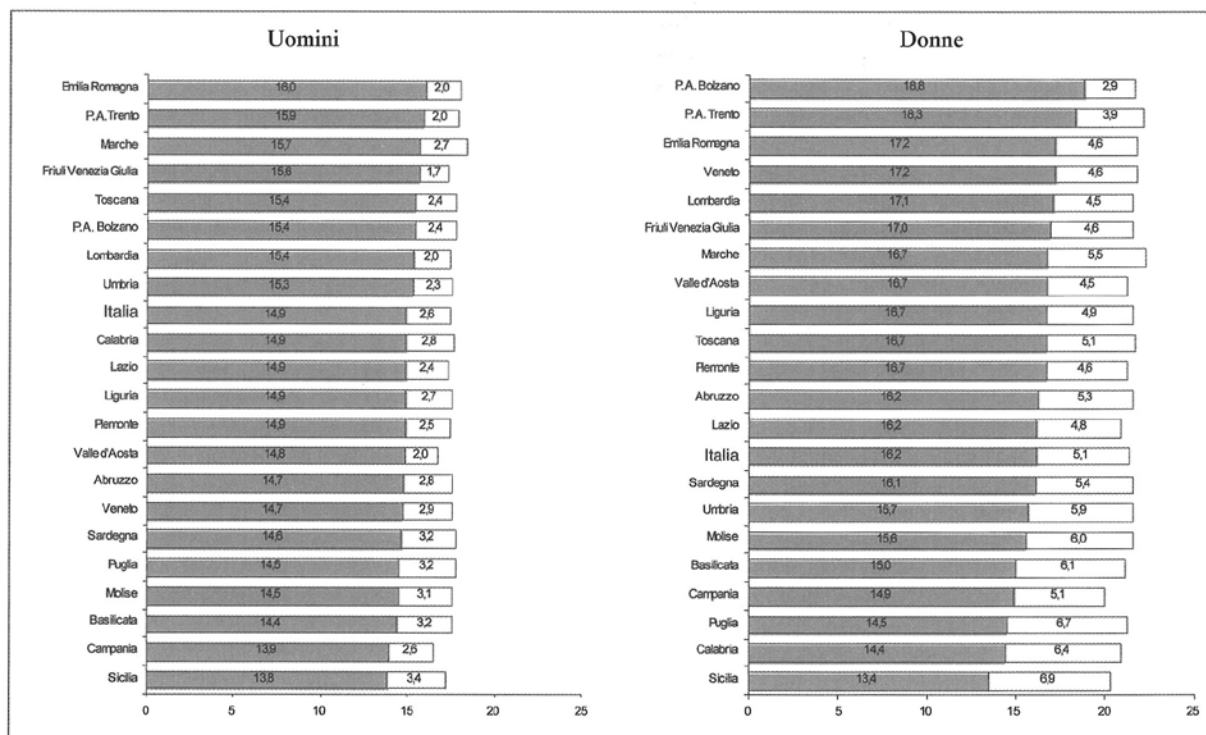 Uomini
Emilia Romagna 16,0 2,0
P.A. Trento 15,9 2,0
Marche 15,7 2,7
Friuli Venezia Giulia 15,6 1,7
Toscana 15,4 2,4
P.A. Bolzano 15,4 2,4
Lombardia 15,4 2,0
Umbria 15,3 2,3
Italia 14,9 2,6
Calabria 14,9 2,8
Lazio 14,9 2,4
Liguria 14,9 2,7
Piemonte 14,9 2,5
Valle d'Aosta 14,8 2,0
Abruzzo 14,7 2,8
Veneto 14,7 2,9
Sardegna 14,6 3,2
Puglia 14,5 3,2
Molise 14,5 3,1
Basilicata 14,4 3,2
Campania 13,9 2,6
Sicilia 13,8 3,4
0 5 10 15 20 25
Donne
P.A. Bolzano 18,8 2,9
P.A. Trento 18,3 3,9
Emilia Romagna 17,2 4,6
Veneto 17,2 4,6
Lombardia 17,1 4,5
Friuli Venezia Giulia 17,0 4,6
Marche 16,7 5,5
Valle d'Aosta 16,7 4,5
Liguria 16,7 4,9
Toscana 16,7 5,1
Piemonte 16,7 4,6
Abruzzo 16,2 5,3
Lazio 16,2 4,8
Italia 16,2 5,1
Sardegna 16,1 5,4
Umbria 15,7 5,9
Molise 15,6 6,0
Basilicata 15,0 6,1
Campania 14,9 5,1
Puglia 14,5 6,7
Calabria 14,4 6,4
Sicilia 13,4 6,9
0 5 10 15 20 25